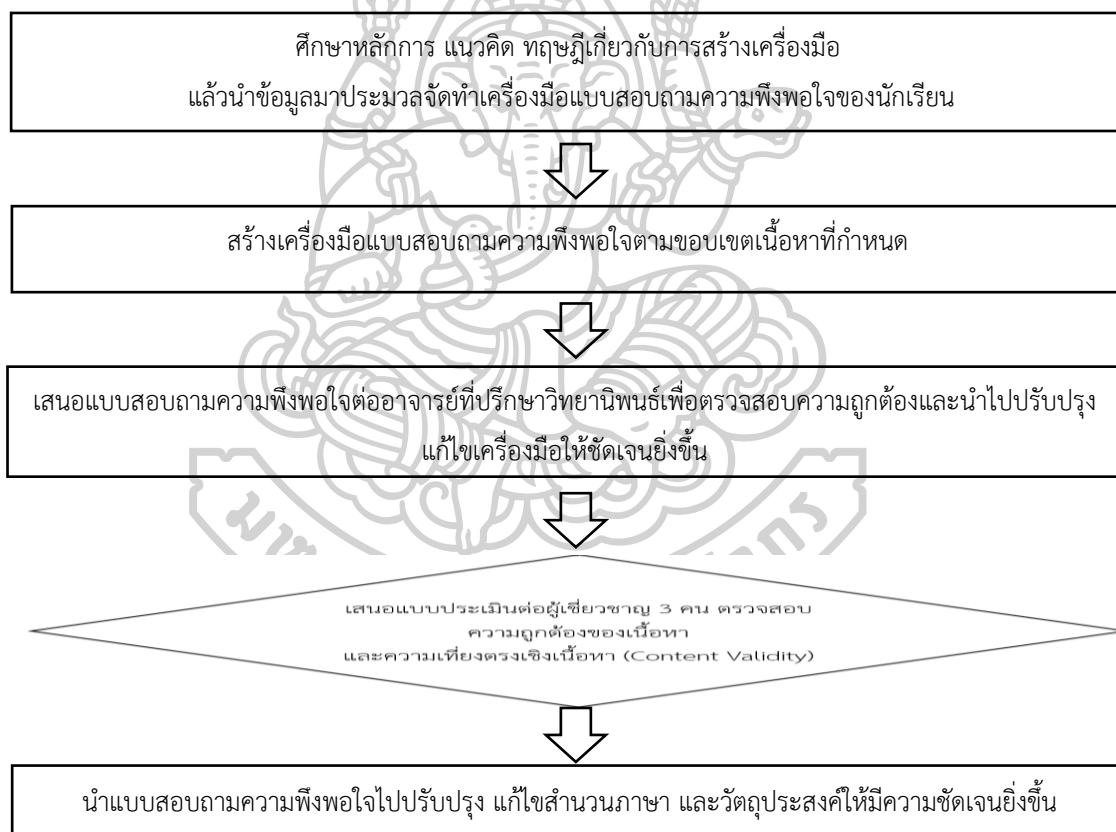 ศึกษาหลักการ แนวคิด ทฤษฎีเกี่ยวกับการสร้างเครื่องมือ
แล้วนำข้อมูลมาประมวลจัดทำเครื่องมือแบบสอบถามความพึงพอใจของนักเรียน
สร้างเครื่องมือแบบสอบถามความพึงพอใจตามขอบเขตเนื้อหาที่กำหนด
เสนอแบบสอบถามความพึงพอใจต่ออาจารย์ที่ปรึกษาวิทยานิพนธ์เพื่อตรวจสอบความถูกต้องและนำไปปรับปรุง
แก้ไขเครื่องมือให้ชัดเจนยิ่งขึ้น
เสนอแบบประเมินต่อผู้เชี่ยวชาญ 3 คน ตรวจสอบ
ความถูกต้องของเนื้อหา
และความเที่ยงตรงเชิงเนื้อหา (Content Validity)
นำแบบสอบถามความพึงพอใจไปปรับปรุง แก้ไขสำนวนภาษา และวัตถุประสงค์ให้มีความชัดเจนยิ่งขึ้น